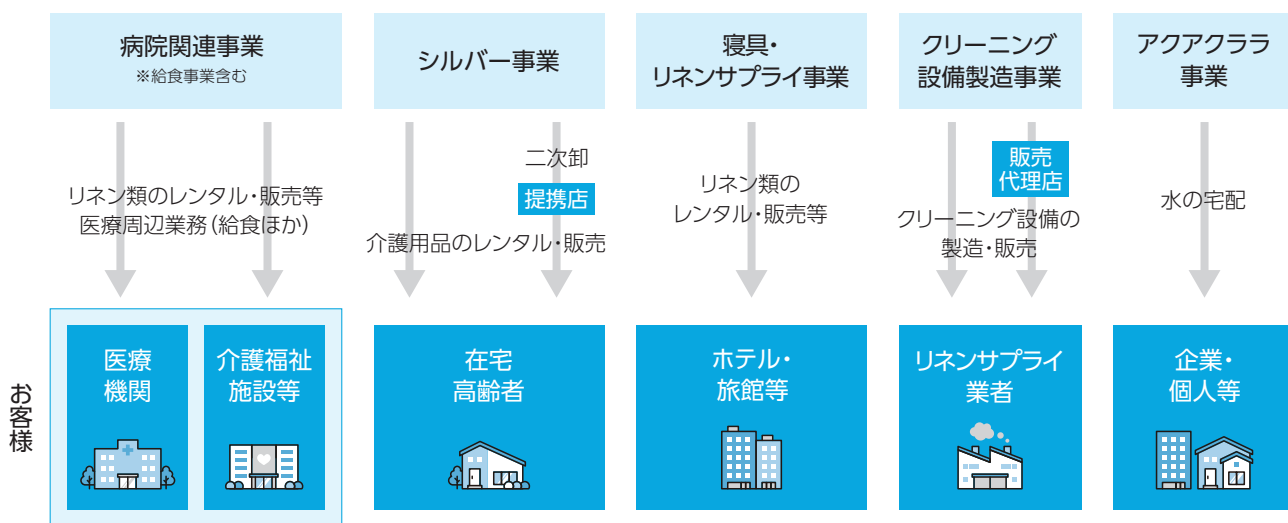 病院関連事業
※給食事業含む
シルバー事業
寝具・
リネンサプライ事業
クリーニング
設備製造事業
アクアクララ
事業
リネン類のレンタル・販売等
医療周辺業務(給食ほか)
二次卸
提携店
介護用品のレンタル・販売
リネン類の
レンタル・販売等
販売
代理店
クリーニング設備の
製造・販売
水の宅配
お客様
医療
機関
介護福祉
施設等
在宅
高齢者
ホテル・
旅館等
リネンサプライ
業者
企業・
個人等